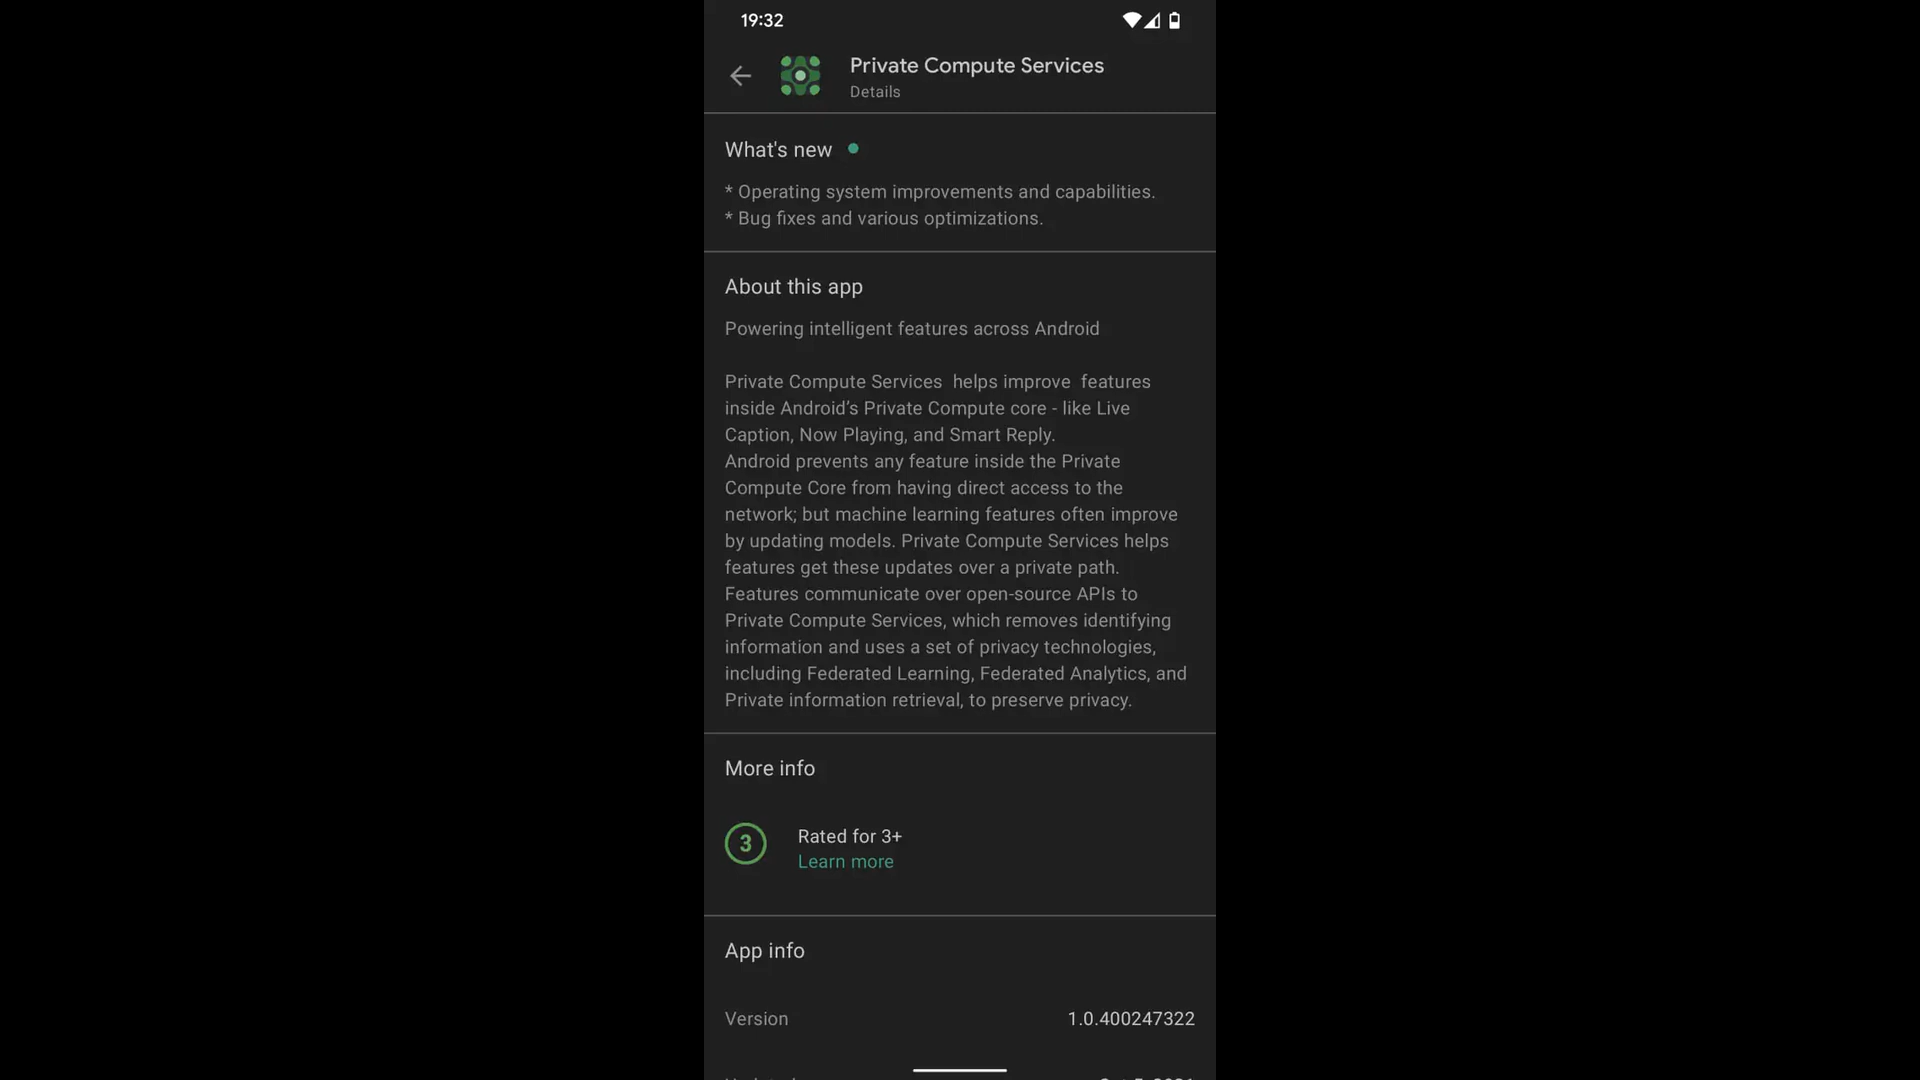 19:32
Private Compute Services
Details
What's new
* Operating system improvements and capabilities.
* Bug fixes and various optimizations.
About this app
Powering intelligent features across Android
Private Compute Services  helps improve  features
inside Android’s Private Compute core - like Live
Caption, Now Playing, and Smart Reply.
Android prevents any feature inside the Private
Compute Core from having direct access to the
network; but machine learning features often improve
by updating models. Private Compute Services helps
features get these updates over a private path.
Features communicate over open-source APIs to
Private Compute Services, which removes identifying
information and uses a set of privacy technologies,
including Federated Learning, Federated Analytics, and
Private information retrieval, to preserve privacy.
More info
3
Rated for 3+
Learn more
App info
Version
1.0.400247322